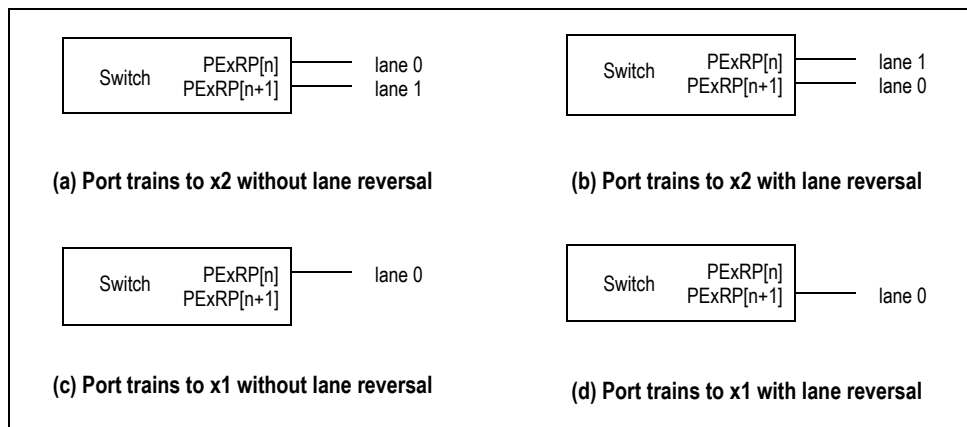 Switch PExRP[n] lane 0
PExRP[n+1] lane 1
(a) Port trains to x2 without lane reversal
Switch PExRP[n] lane 1
PExRP[n+1] lane 0
(b) Port trains to x2 with lane reversal
Switch PExRP[n] lane 0
PExRP[n+1]
(c) Port trains to x1 without lane reversal
Switch PExRP[n]
PExRP[n+1] lane 0
(d) Port trains to x1 with lane reversal